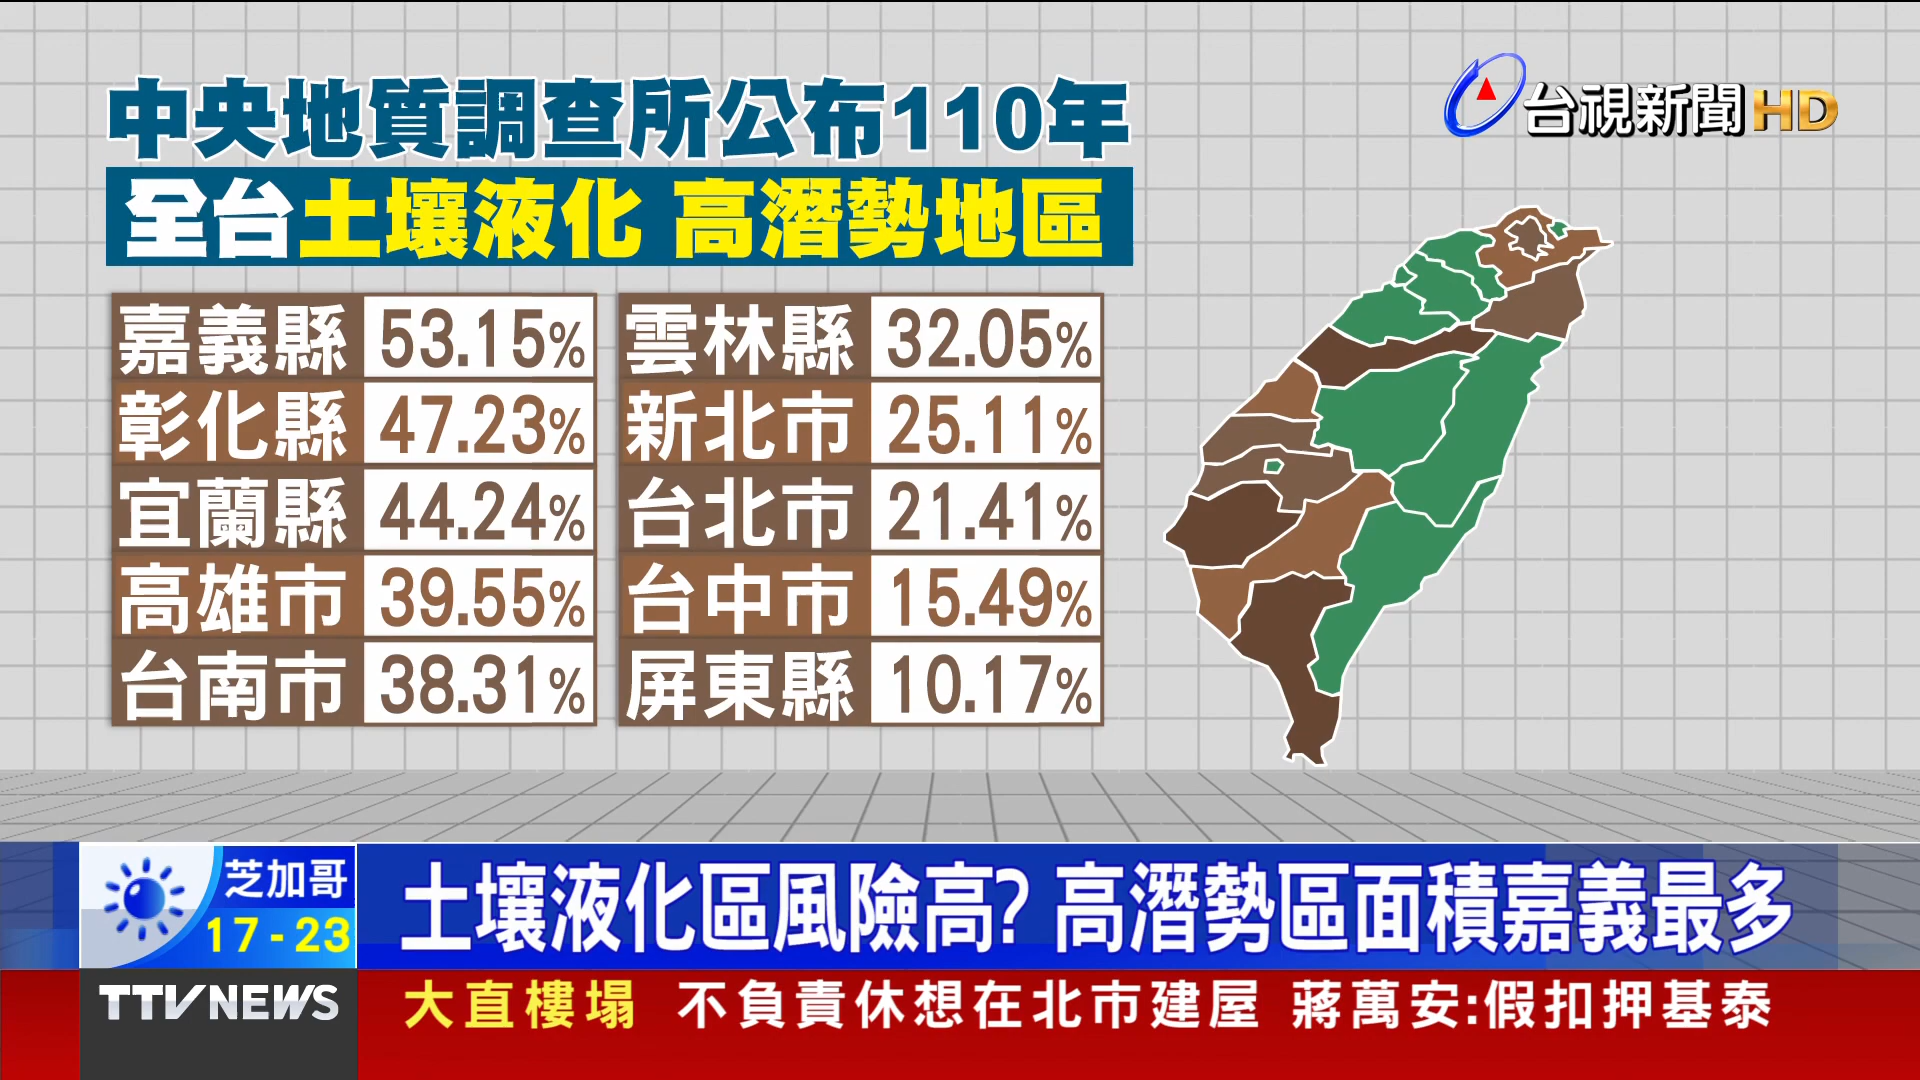 中央地質調查所公布110年
全台土壤液化 高潛勢地區
台視新聞HD
嘉義縣 53.15%
彰化縣 47.23%
宜蘭縣 44.24%
高雄市 39.55%
台南市 38.31%
雲林縣 32.05%
新北市 25.11%
台北市 21.41%
台中市 15.49%
屏東縣 10.17%
芝加哥
17-23
土壤液化區風險高? 高潛勢區面積嘉義最多
TTV NEWS
大直樓塌 不負責休想在北市建屋 蔣萬安:假扣押基泰